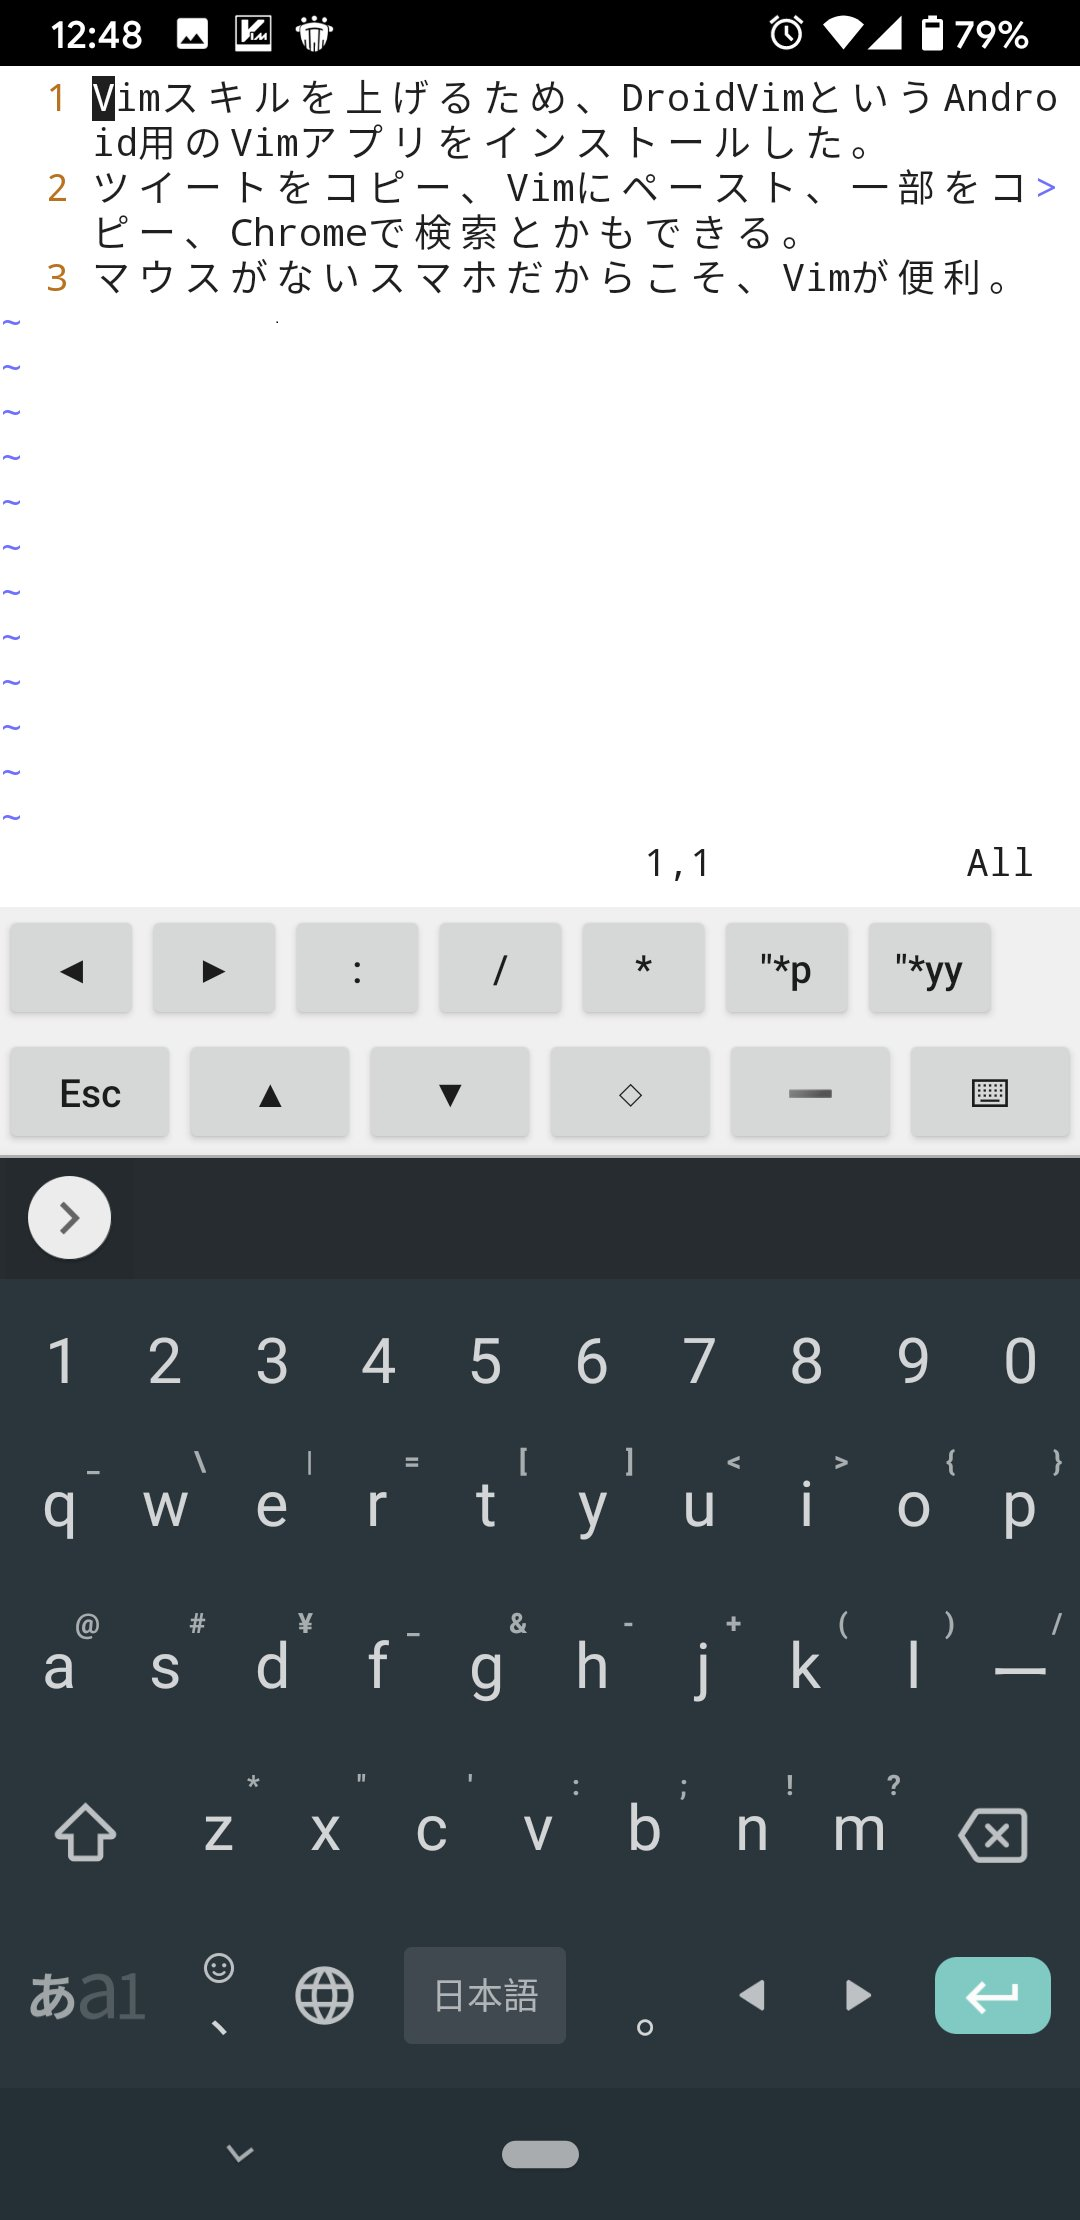 12:48 79%
1 Vimスキルを上げるため、DroidVimというAndro
id用のVimアプリをインストールした。
2 ツイートをコピー、Vimにペースト、一部をコ>
ピー、Chromeで検索とかもできる。
3 マウスがないスマホだからこそ、Vimが便利。
~
~
~
~
~
~
~
~
~
~
~
~
1,1 All
◀ ▶ : / * "*p "*yy
Esc ▲ ▼ ◇
1 2 3 4 5 6 7 8 9 0
_ \ | = [ ] < > { }
q w e r t y u i o p
@ # ¥ _ & - + ( ) /
a s d f g h j k l ー
* " ' : ; ! ?
z x c v b n m
あa1 、 日本語 。 ◀ ▶